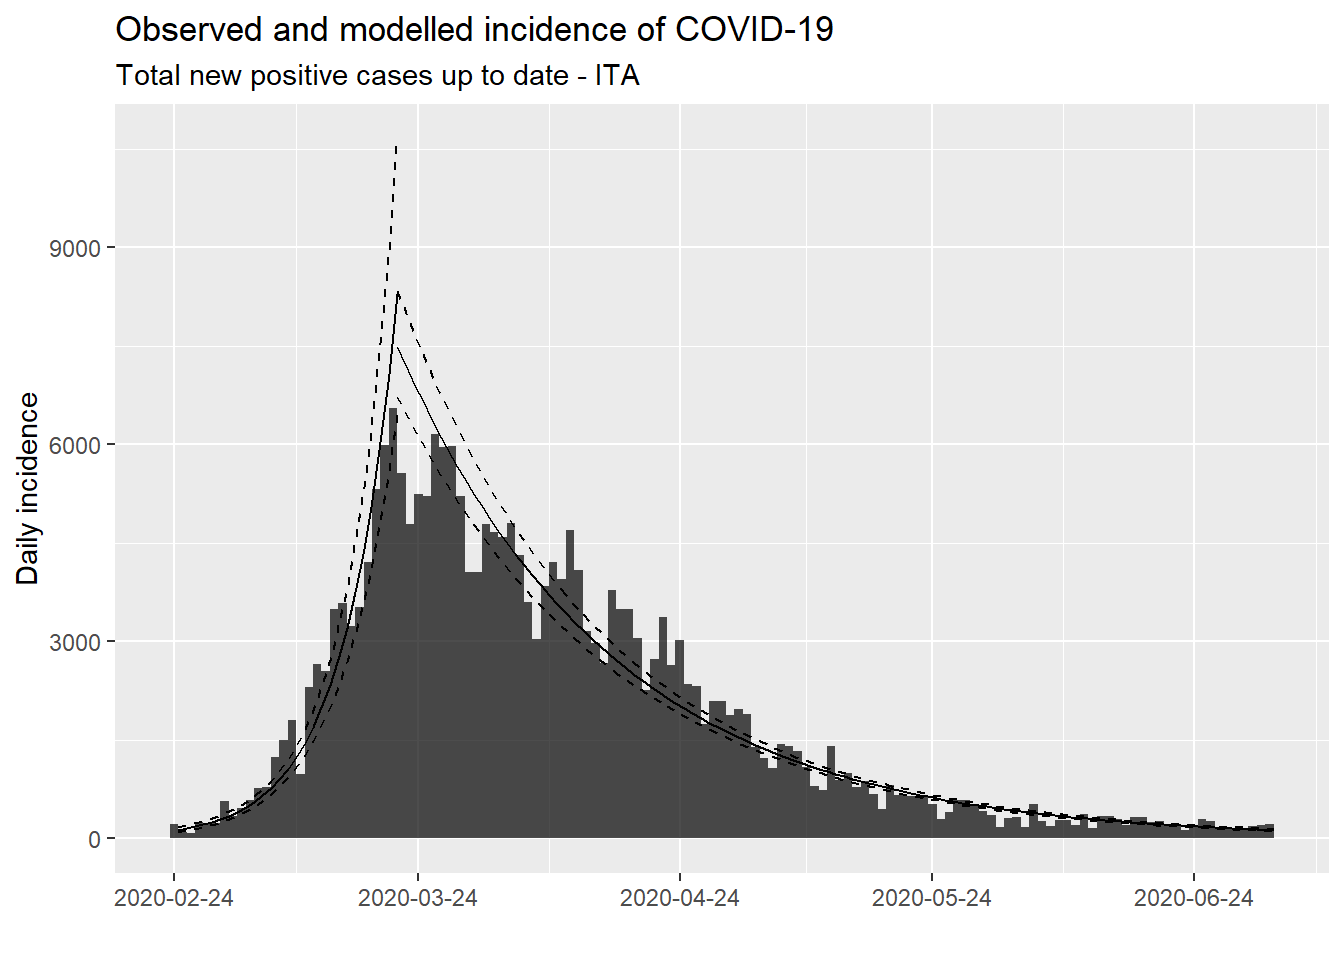 Observed and modelled incidence of COVID-19
Total new positive cases up to date - ITA
Daily incidence
9000
6000
3000
0
2020-02-24 2020-03-24 2020-04-24 2020-05-24 2020-06-24